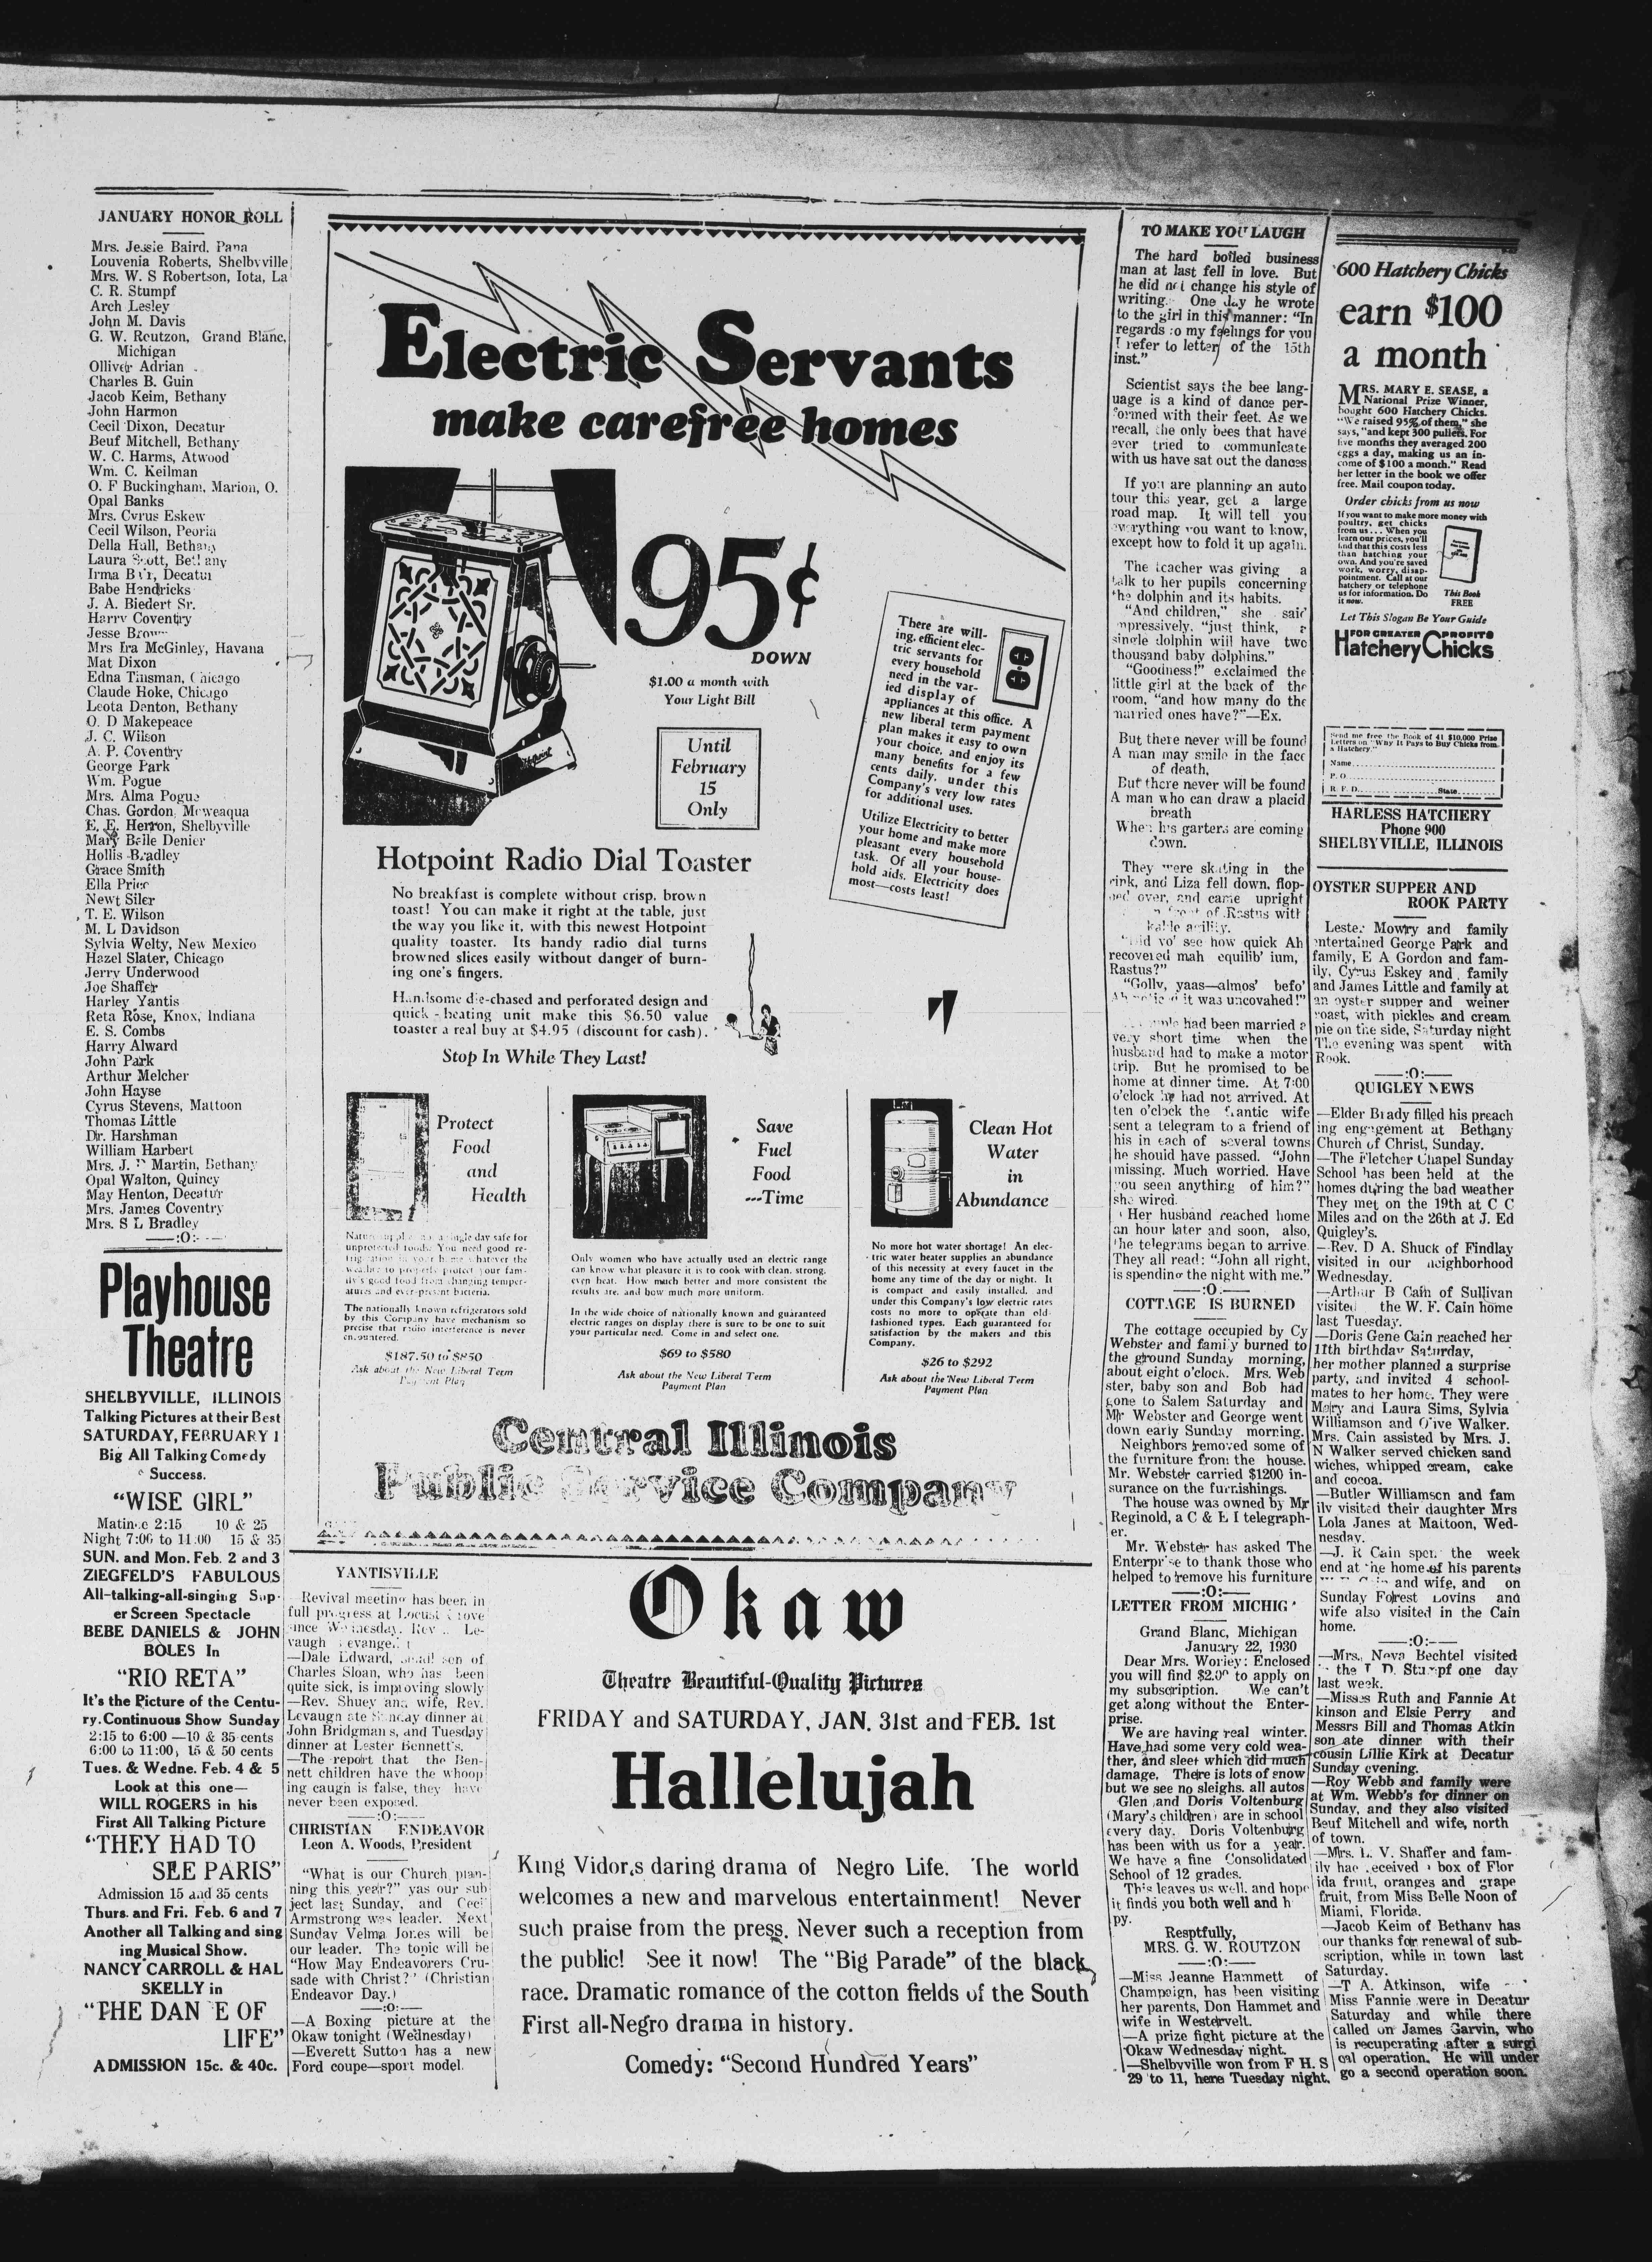 JANUARY HONOR ROLL
Mrs. Jessie Baird, Pana
Louvenia Roberts, Shelbyville
Mrs. W. S Robertson, Iota, La
C. R. Stumpf
Arch Lesley
John M. Davis
G. W. Routzon, Grand Blanc,
Michigan
Olliver Adrian
Charles B. Guin
Jacob Keim, Bethany
John Harmon
Cecil Dixon, Decatur
Beuf Mitchell, Bethany
W. C. Harms, Atwood
Wm. C. Keilman
O. F Buckingham, Marion, O.
Opal Banks
Mrs. Cyrus Eskew
Cecil Wilson, Peoria
Della Hall, Bethany
Laura Scott, Bethany
Irma Decatur
Babe Hendricks
J. A. Biedert Sr.
Harry Coventry
Jesse Brown
Mrs Ira McGinley, Havana
Mat Dixon
Edna Tinsman, Chicago
Claude Hoke, Chicago
Leota Denton, Bethany
O. D Makepeace
J. C. Wilson
A. P. Coventry
George Park
Wm. Pogue
Mrs. Alma Pogue
Chas. Gordon, Moweaqua
E. E. Herron, Shelbyville
Mary Belle Denier
Hollis Bradley
Grace Smith
Ella Price
Newt Siler
T. E. Wilson
M. L Davidson
Sylvia Welty, New Mexico
Hazel Slater, Chicago
Jerry Underwood
Joe Shaffer
Harley Yantis
Reta Rose, Knox, Indiana
E. S. Combs
Harry Alward
John Park
Arthur Melcher
John Hayse
Cyrus Stevens, Mattoon
Thomas Little
Dr. Harshman
William Harbert
Mrs. J. Martin, Bethany
Opal Walton, Quincy
May Henton, Decatur
Mrs. James Coventry
Mrs. S L Bradley
—:O:—
Playhouse
Theatre
SHELBYVILLE, ILLINOIS
Talking Pictures at their Best
SATURDAY, FEBRUARY 1
Big All Talking Comedy
Success.
"WISE GIRL"
Matinee 2:15 10 & 25
Night 7:00 to 11.00 15 & 35
SUN. and Mon. Feb. 2 and 3
ZIEGFELD'S FABULOUS
All-talking-all-singing Sup-
er Screen Spectacle
BEBE DANIELS & JOHN
BOLES In
"RIO RETA"
It's the Picture of the Centu-
ry. Continuous Show Sunday
2:15 to 6:00—10 & 35 cents
6:00 to 11:00, 15 & 50 cents
Tues. & Wedne. Feb. 4 & 5
Look at this one—
WILL ROGERS in his
First All Talking Picture
"THEY HAD TO
SEE PARIS"
Admission 15 and 35 cents
Thurs. and Fri. Feb. 6 and 7
Another all Talking and sing
ing Musical Show.
NANCY CARROLL & HAL
SKELLY in
"THE DAN E OF
LIFE"
ADMISSION 15c. & 40c.
Electric Servants
make carefree homes
95¢
DOWN
$1.00 a month with
Your Light Bill
Until
February
15
Only
Hotpoint
There are will-
ing, efficient elec-
tric servants for
every household
need in the var-
ied display of
appliances at this office. A
new liberal term payment
plan makes it easy to own
your choice, and enjoy its
many benefits for a few
cents daily, under this
Company's very low rates
for additional uses.
Utilize Electricity to better
your home and make more
pleasant every household
task. Of all your house-
hold aids, Electricity does
most—costs least!
Hotpoint Radio Dial Toaster
No breakfast is complete without crisp, brown
toast! You can make it right at the table, just
the way you like it, with this newest Hotpoint
quality toaster. Its handy radio dial turns
browned slices easily without danger of burn-
ing one's fingers.
Handsome die-chased and perforated design and
quick-heating unit make this $6.50 value
toaster a real buy at $4.95 (discount for cash).
Stop In While They Last!
Protect
Food
and
Health
Nature single day safe for
unprotected foods. You need good re-
frigeration in your home whatever the
weather to properly protect your fam-
ily's good food from changing temper-
atures and ever-present bacteria.
The nationally known refrigerators sold
by this Company have mechanism so
precise that radio interference is never
encountered.
$187.50 to $850
Ask about the New Liberal Term
Payment Plan
Save
Fuel
Food
---Time
Only women who have actually used an electric range
can know what pleasure it is to cook with clean, strong,
even heat. How much better and more consistent the
results are, and how much more uniform.
In the wide choice of nationally known and guaranteed
electric ranges on display there is sure to be one to suit
your particular need. Come in and select one.
$69 to $580
Ask about the New Liberal Term
Payment Plan
Clean Hot
Water
in
Abundance
No more hot water shortage! An elec-
tric water heater supplies an abundance
of this necessity at every faucet in the
home any time of the day or night. It
is compact and easily installed, and
under this Company's low electric rates
costs no more to operate than old-
fashioned types. Each guaranteed for
satisfaction by the makers and this
Company.
$26 to $292
Ask about the New Liberal Term
Payment Plan
Central Illinois
Public Service Company
YANTISVILLE
Revival meeting has been in
full progress at Locust Grove
since Wednesday. Rev. Le-
vaugh evangel
—Dale Edward, small son of
Charles Sloan, who has been
quite sick, is improving slowly
—Rev. Shuey and wife, Rev.
Levaugn ate Sunday dinner at
John Bridgmans, and Tuesday
dinner at Lester Bennett's.
—The report that the Ben-
nett children have the whoop
ing caugn is false, they have
never been exposed.
—:O:—
CHRISTIAN ENDEAVOR
Leon A. Woods, President
"What is our Church plan-
ning this year?" yas our sub
ject last Sunday, and Cecil
Armstrong was leader. Next
Sunday Velma Jones will be
our leader. The topic will be
"How May Endeavorers Cru-
sade with Christ?' (Christian
Endeavor Day.)
—:o:—
—A Boxing picture at the
Okaw tonight (Wednesday)
—Everett Sutton has a new
Ford coupe—sport model.
Okaw
Theatre Beautiful-Quality Pictures
FRIDAY and SATURDAY, JAN. 31st and FEB. 1st
Hallelujah
King Vidor,s daring drama of Negro Life. The world
welcomes a new and marvelous entertainment! Never
such praise from the press. Never such a reception from
the public! See it now! The "Big Parade" of the black
race. Dramatic romance of the cotton fields of the South
First all-Negro drama in history.
Comedy: "Second Hundred Years"
TO MAKE YOU LAUGH
The hard boiled business
man at last fell in love. But
he did not change his style of
writing. One day he wrote
to the girl in this manner: "In
regards to my feelings for you
I refer to letter of the 15th
inst."
Scientist says the bee lang-
uage is a kind of dance per-
formed with their feet. As we
recall, the only bees that have
ever tried to communicate
with us have sat out the dances
If you are planning an auto
tour this year, get a large
road map. It will tell you
everything you want to know,
except how to fold it up again.
The teacher was giving a
talk to her pupils concerning
the dolphin and its habits.
"And children," she said
impressively, "just think, a
single dolphin will have two
thousand baby dolphins."
"Goodness!" exclaimed the
little girl at the back of the
room, "and how many do the
married ones have?"—Ex.
But there never will be found
A man may smile in the face
of death,
But there never will be found
A man who can draw a placid
breath
When his garters are coming
down.
They were skating in the
rink, and Liza fell down, flop-
ped over, and came upright
in front of Rastus with
agility.
"Did yo' see how quick Ah
recovered mah equilib' ium,
Rastus?"
"Golly, yaas—almos' befo'
Ah noticed it was uncovahed!"
had been married a
very short time when the
husband had to make a motor
trip. But he promised to be
home at dinner time. At 7:00
o'clock he had not arrived. At
ten o'clock the frantic wife
sent a telegram to a friend of
his in each of several towns
he should have passed. "John
missing. Much worried. Have
you seen anything of him?"
she wired.
Her husband reached home
an hour later and soon, also,
the telegrams began to arrive.
They all read: "John all right,
is spending the night with me."
—:O:—
COTTAGE IS BURNED
The cottage occupied by Cy
Webster and family burned to
the ground Sunday morning,
about eight o'clock. Mrs. Web
ster, baby son and Bob had
gone to Salem Saturday and
Mr Webster and George went
down early Sunday morning.
Neighbors removed some of
the furniture from the house.
Mr. Webster carried $1200 in-
surance on the furnishings.
The house was owned by Mr
Reginold, a C & E I telegraph-
er.
Mr. Webster has asked The
Enterprise to thank those who
helped to remove his furniture
—:O:—
LETTER FROM MICHIG
Grand Blanc, Michigan
January 22, 1930
Dear Mrs. Worley: Enclosed
you will find $2.00 to apply on
my subscription. We can't
get along without the Enter-
prise.
We are having real winter.
Have had some very cold wea-
ther, and sleet which did much
damage. There is lots of snow
but we see no sleighs. all autos
Glen and Doris Voltenburg
(Mary's children) are in school
every day. Doris Voltenburg
has been with us for a year.
We have a fine Consolidated
School of 12 grades.
This leaves us well, and hope
it finds you both well and h
py.
Resptfully,
MRS. G. W. ROUTZON
—:O:—
—Miss Jeanne Hammett of
Champaign, has been visiting
her parents, Don Hammet and
wife in Westervelt.
—A prize fight picture at the
Okaw Wednesday night.
—Shelbyville won from F H. S
29 to 11, here Tuesday night.
600 Hatchery Chicks
earn $100
a month
MRS. MARY E. SEASE, a
National Prize Winner,
bought 600 Hatchery Chicks.
"We raised 95% of them," she
says, "and kept 300 pullets. For
five months they averaged 200
eggs a day, making us an in-
come of $100 a month." Read
her letter in the book we offer
free. Mail coupon today.
Order chicks from us now
If you want to make more money with
poultry, get chicks
from us... When you
learn our prices, you'll
find that this costs less
than hatching your
own. And you're saved
work, worry, disap-
pointment. Call at our
hatchery or telephone
us for information. Do
it now.
This Book
FREE
Let This Slogan Be Your Guide
FOR GREATER PROFITS
Hatchery Chicks
Send me free the Book of 41 $10,000 Prize
Letters on "Why It Pays to Buy Chicks from
a Hatchery."
Name
P. O.
R. F. D. State
HARLESS HATCHERY
Phone 900
SHELBYVILLE, ILLINOIS
OYSTER SUPPER AND
ROOK PARTY
Lester Mowry and family
entertained George Park and
family, E A Gordon and fam-
ily, Cyrus Eskey and family
and James Little and family at
an oyster supper and weiner
roast, with pickles and cream
pie on the side, Saturday night
The evening was spent with
Rook.
—:O:—
QUIGLEY NEWS
—Elder Brady filled his preach
ing engagement at Bethany
Church of Christ, Sunday.
—The Fletcher Chapel Sunday
School has been held at the
homes during the bad weather
They met on the 19th at C C
Miles and on the 26th at J. Ed
Quigley's.
—Rev. D A. Shuck of Findlay
visited in our neighborhood
Wednesday.
—Arthur B Cain of Sullivan
visited the W. F. Cain home
last Tuesday.
—Doris Gene Cain reached her
11th birthday Saturday,
her mother planned a surprise
party, and invited 4 school-
mates to her home. They were
Mary and Laura Sims, Sylvia
Williamson and Olive Walker.
Mrs. Cain assisted by Mrs. J.
N Walker served chicken sand
wiches, whipped cream, cake
and cocoa.
—Butler Williamson and fam
ily visited their daughter Mrs
Lola Janes at Mattoon, Wed-
nesday.
—J. R Cain spent the week
end at the home of his parents
and wife, and on
Sunday Forest Lovins and
wife also visited in the Cain
home.
—:O:—
—Mrs. Neva Bechtel visited
the D. Stumpf one day
last week.
—Misses Ruth and Fannie At
kinson and Elsie Perry and
Messrs Bill and Thomas Atkin
son ate dinner with their
cousin Lillie Kirk at Decatur
Sunday evening.
—Roy Webb and family were
at Wm. Webb's for dinner on
Sunday, and they also visited
Beuf Mitchell and wife, north
of town.
—Mrs. L. V. Shaffer and fam-
ily had received a box of Flor
ida fruit, oranges and grape
fruit, from Miss Belle Noon of
Miami, Florida.
—Jacob Keim of Bethany has
our thanks for renewal of sub-
scription, while in town last
Saturday.
—T A. Atkinson, wife
Miss Fannie were in Decatur
Saturday and while there
called on James Garvin, who
is recuperating after a surgi
cal operation. He will under
go a second operation soon.